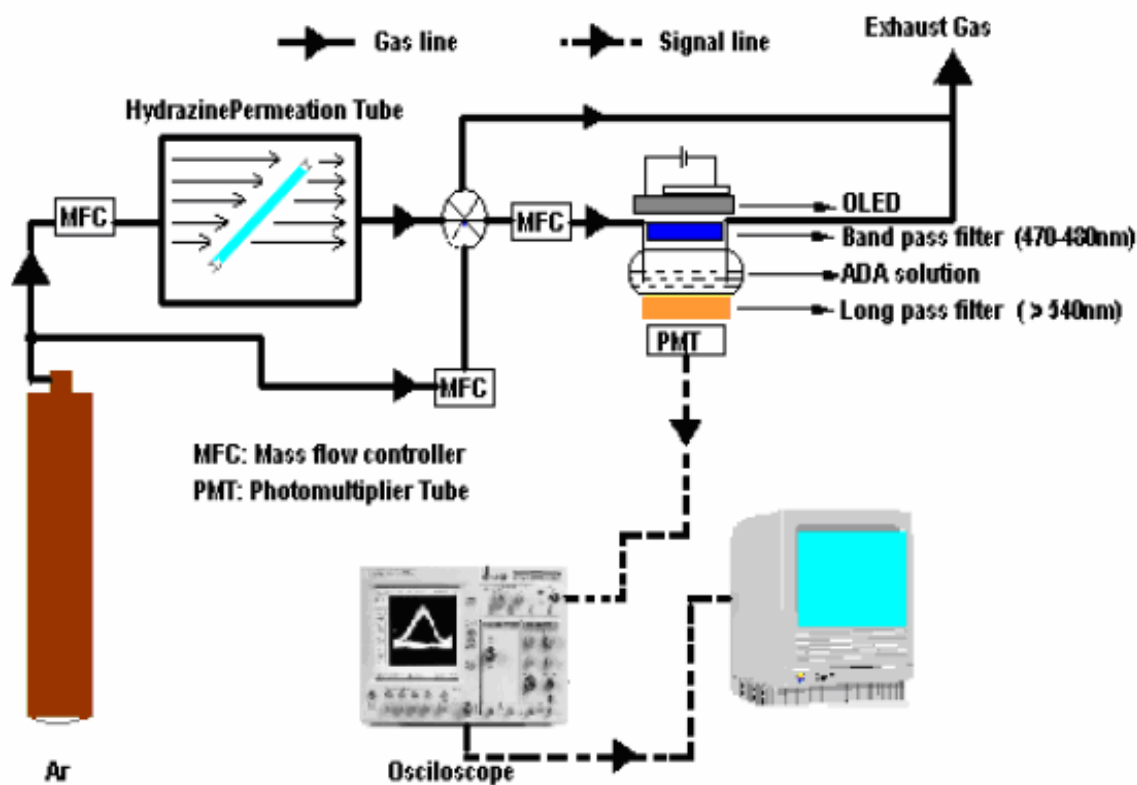 Gas line
Signal line
Exhaust Gas
HydrazinePermeation Tube
MFC
MFC
OLED
Band pass filter (470-480nm)
ADA solution
Long pass filter ( > 540nm)
PMT
MFC
MFC: Mass flow controller
PMT: Photomultiplier Tube
Ar
Osciloscope